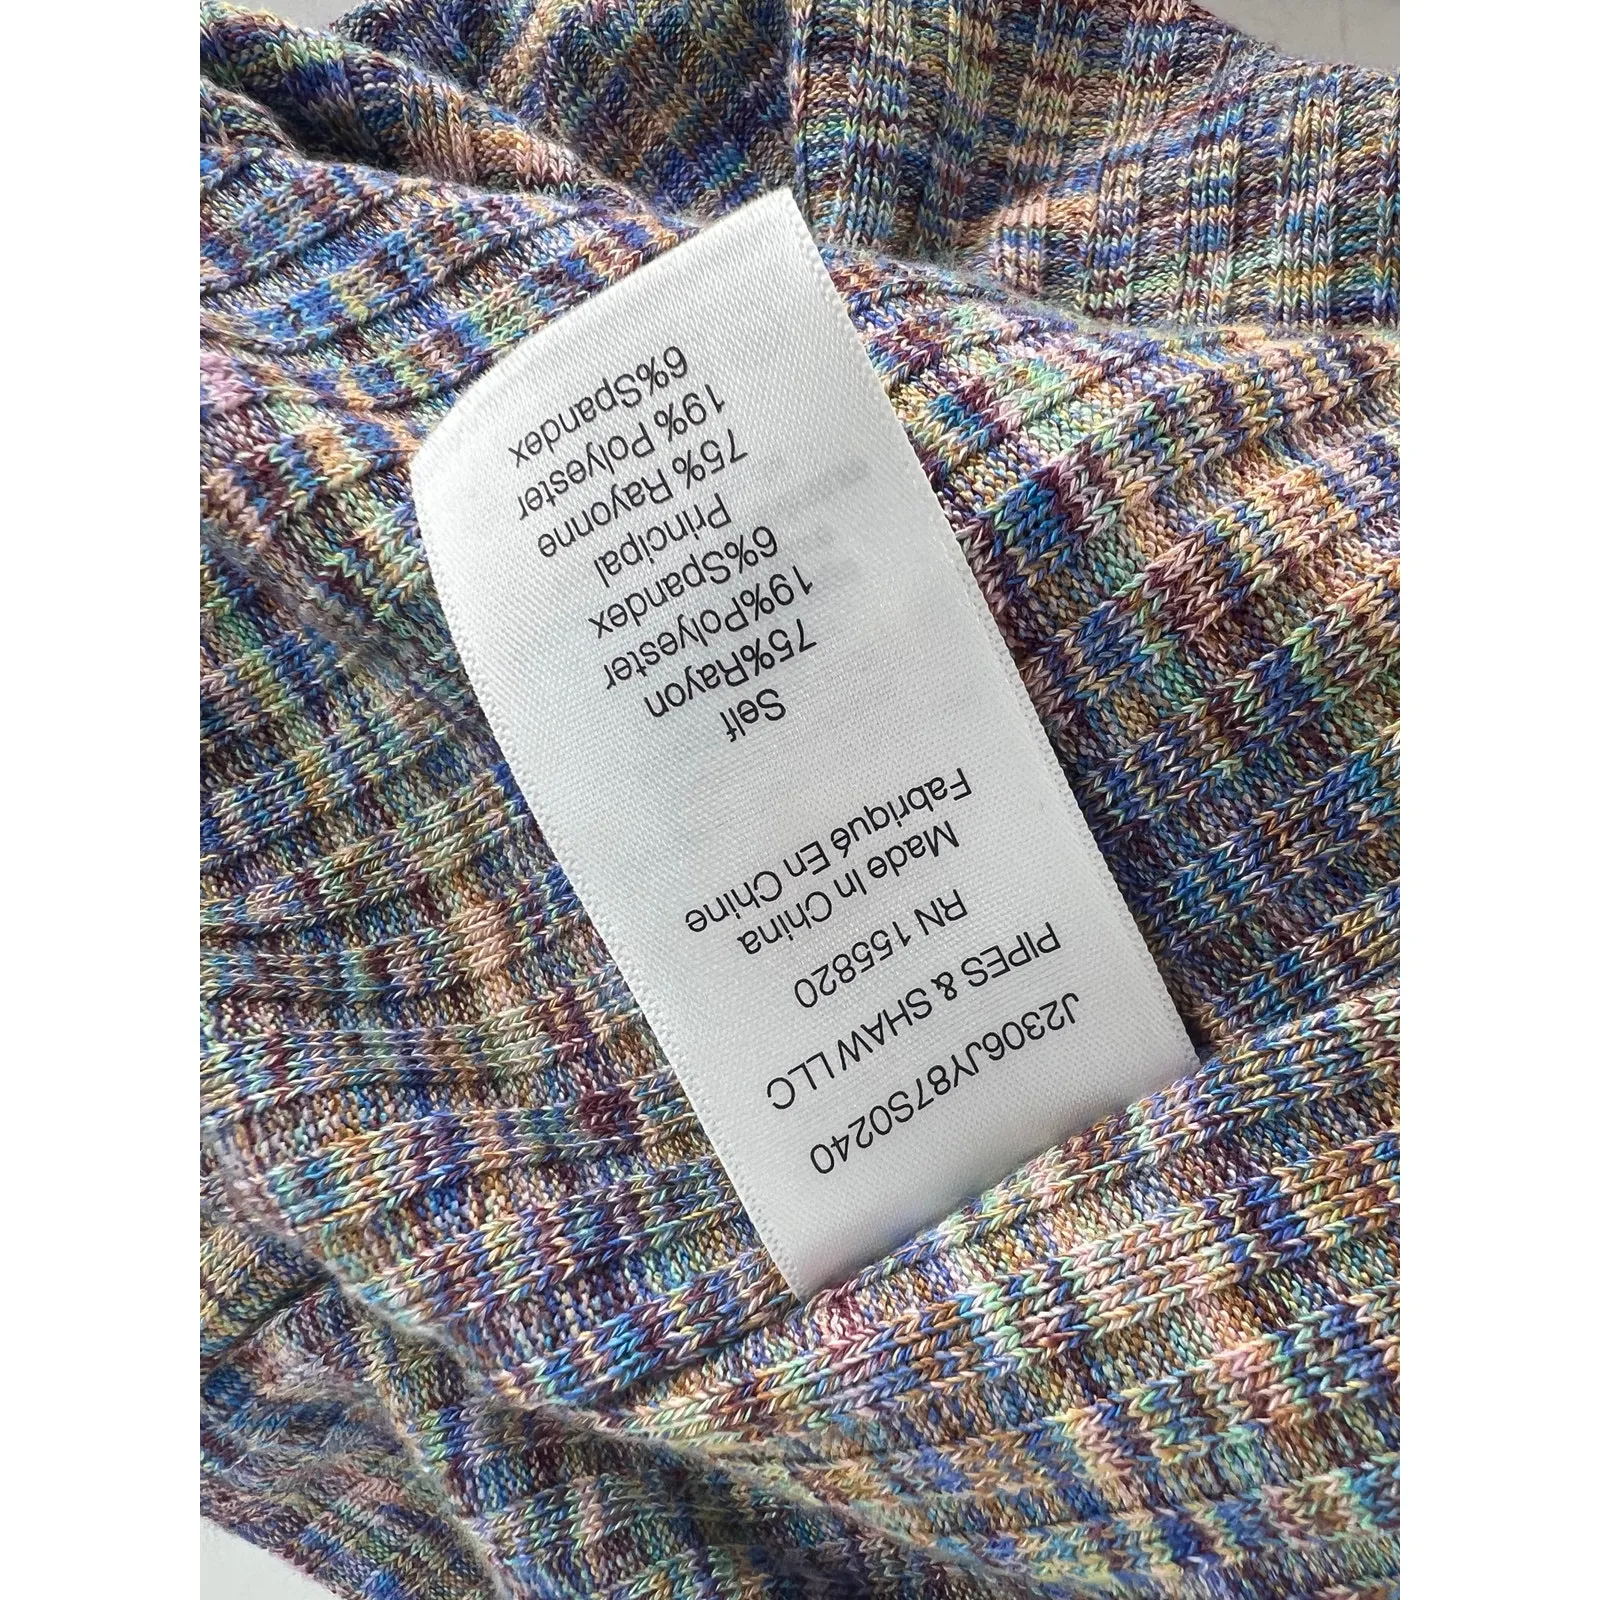 J2306JY87S0240
PIPES & SHAW LLC
RN 155820
Made In China
Fabriqué En Chine
Self
75%Rayon
19%Polyester
6%Spandex
Principal
75% Rayonne
19% Polyester
6%Spandex